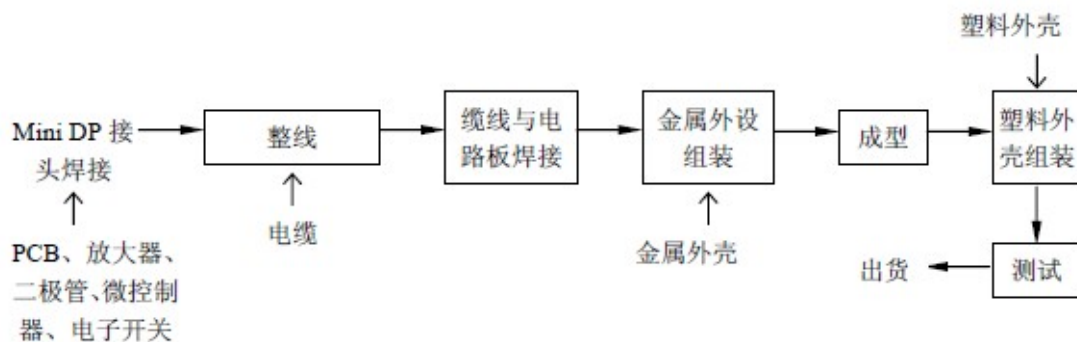 塑料外壳
Mini DP 接
头焊接
整线
缆线与电
路板焊接
金属外设
组装
成型
塑料外
壳组装
电缆
金属外壳
PCB、放大器、
二极管、微控制
器、电子开关
测试
出货